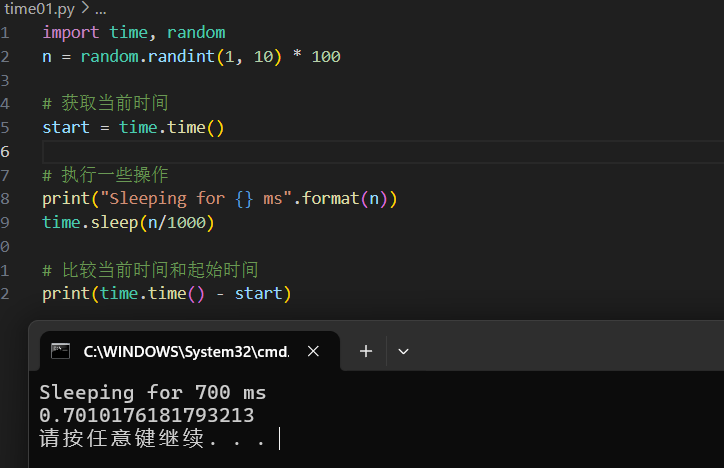 time01.py > ...
1 import time, random
2 n = random.randint(1, 10) * 100
3
4 # 获取当前时间
5 start = time.time()
6
7 # 执行一些操作
8 print("Sleeping for {} ms".format(n))
9 time.sleep(n/1000)
0
1 # 比较当前时间和起始时间
2 print(time.time() - start)
C:\WINDOWS\System32\cmd.
Sleeping for 700 ms
0.7010176181793213
请按任意键继续. . .